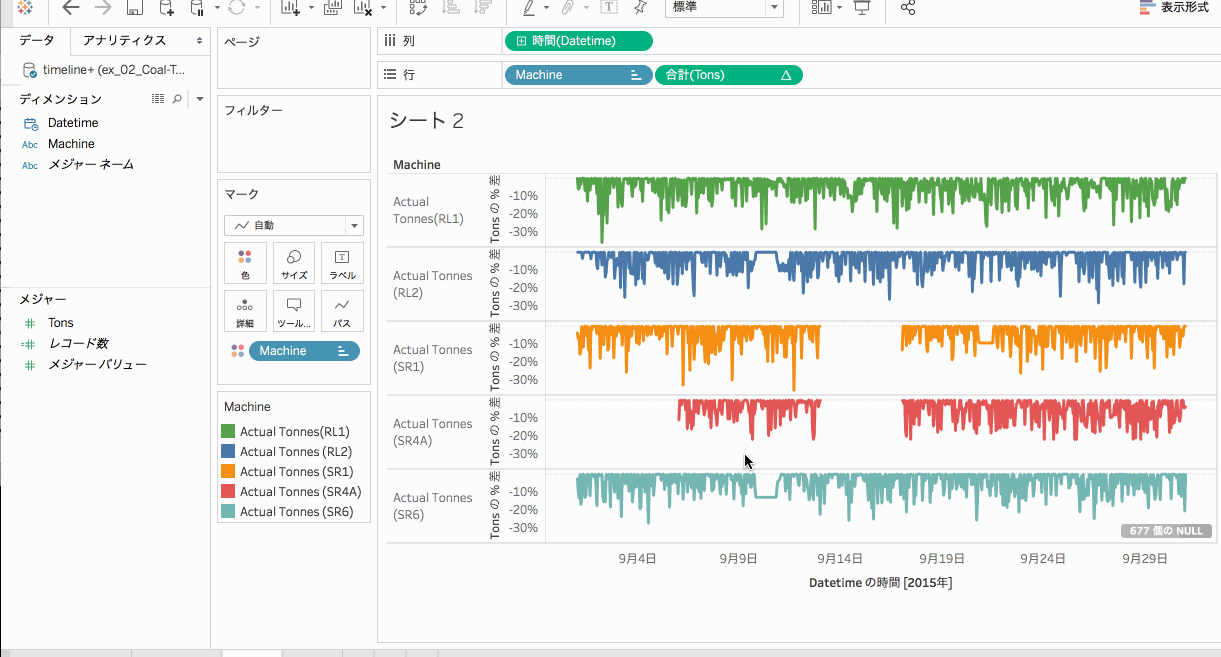 標準
表示形式
データ
アナリティクス
timeline+ (ex_02_Coal-T...
ディメンション
Datetime
Abc Machine
Abc メジャー ネーム
メジャー
Tons
レコード数
メジャー バリュー
ページ
フィルター
マーク
自動
色
サイズ
T
ラベル
詳細
ツール...
パス
Machine
Machine
Actual Tonnes(RL1)
Actual Tonnes (RL2)
Actual Tonnes (SR1)
Actual Tonnes (SR4A)
Actual Tonnes (SR6)
列
時間(Datetime)
行
Machine
合計(Tons)
シート 2
Machine
Actual
Tonnes(RL1)
Tons の % 差
-10%
-20%
-30%
Actual Tonnes
(RL2)
Tons の % 差
-10%
-20%
-30%
Actual Tonnes
(SR1)
Tons の % 差
-10%
-20%
-30%
Actual Tonnes
(SR4A)
Tons の % 差
-10%
-20%
-30%
Actual Tonnes
(SR6)
Tons の % 差
-10%
-20%
-30%
677 個の NULL
9月4日
9月9日
9月14日
9月19日
9月24日
9月29日
Datetime の時間 [2015年]